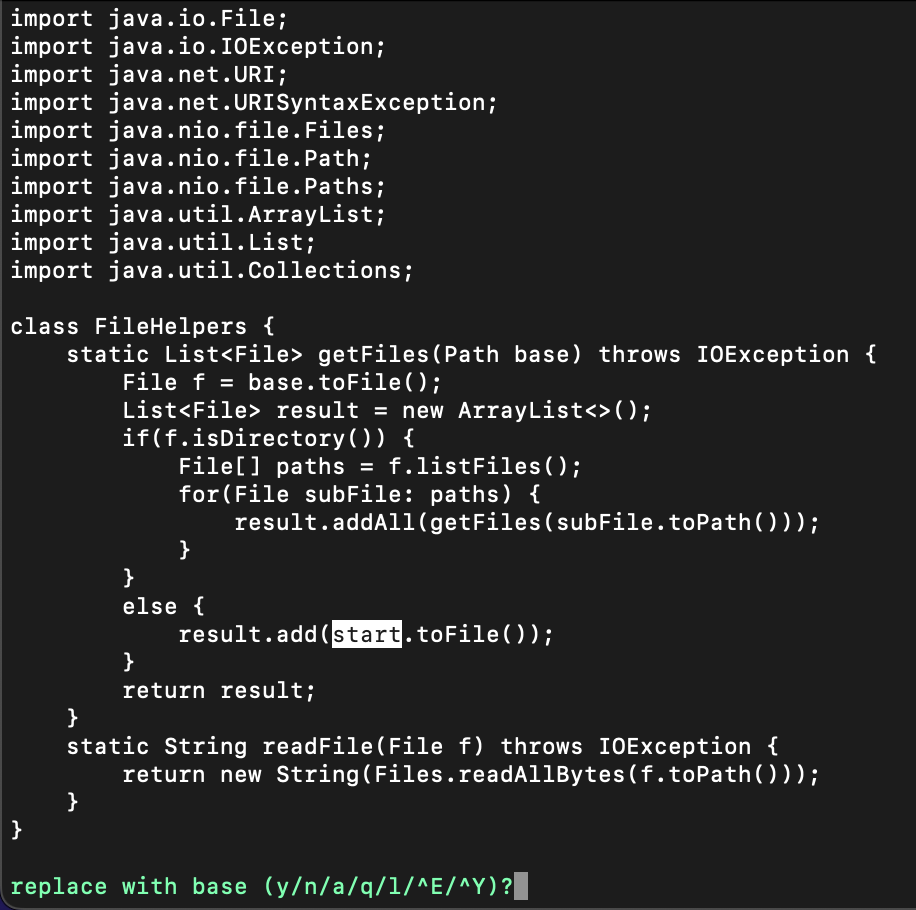 import java.io.File;
import java.io.IOException;
import java.net.URI;
import java.net.URISyntaxException;
import java.nio.file.Files;
import java.nio.file.Path;
import java.nio.file.Paths;
import java.util.ArrayList;
import java.util.List;
import java.util.Collections;

class FileHelpers {
    static List<File> getFiles(Path base) throws IOException {
        File f = base.toFile();
        List<File> result = new ArrayList<>();
        if(f.isDirectory()) {
            File[] paths = f.listFiles();
            for(File subFile: paths) {
                result.addAll(getFiles(subFile.toPath()));
            }
        }
        else {
            result.add(start.toFile());
        }
        return result;
    }
    static String readFile(File f) throws IOException {
        return new String(Files.readAllBytes(f.toPath()));
    }
}

replace with base (y/n/a/q/l/^E/^Y)?